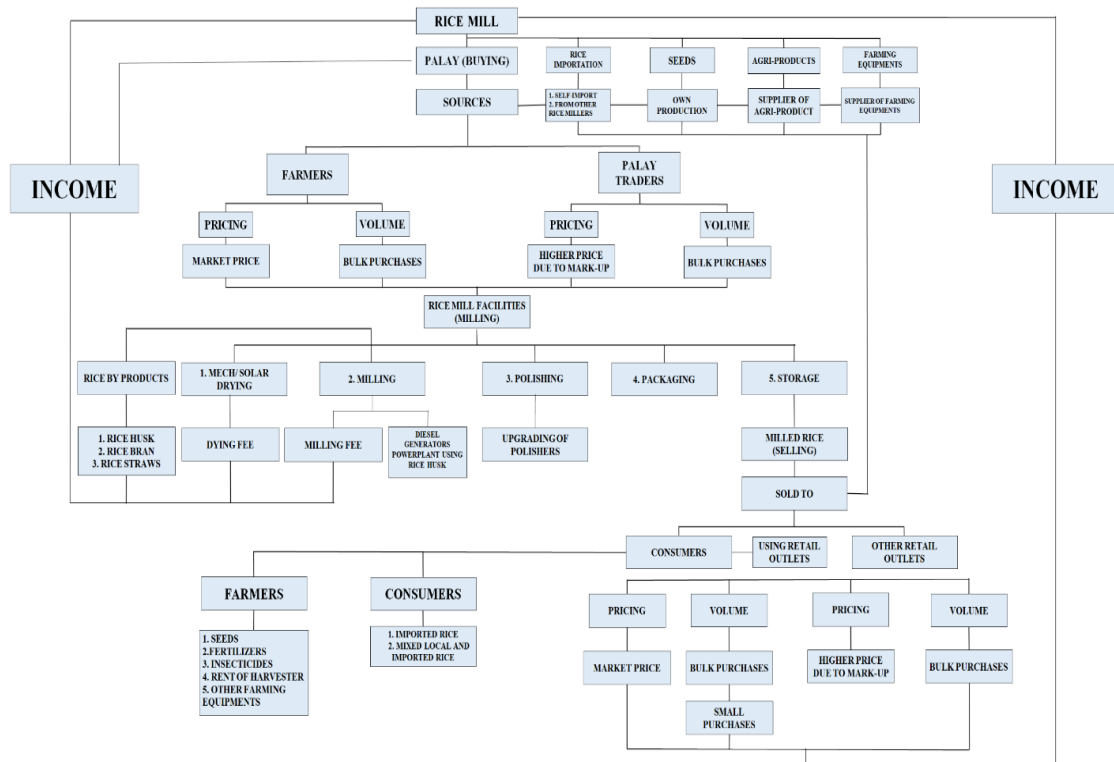 RICE MILL
PALAY (BUYING)
RICE
IMPORTATION
SEEDS
AGRI-PRODUCTS
FARMING
EQUIPMENTS
SOURCES
1. SELF-IMPORT
2. FROM OTHER
RICE MILLERS
OWN
PRODUCTION
SUPPLIER OF
AGRI-PRODUCT
SUPPLIER OF FARMING
EQUIPMENTS
INCOME
FARMERS
PALAY
TRADERS
INCOME
PRICING
VOLUME
PRICING
VOLUME
MARKET PRICE
BULK PURCHASES
HIGHER PRICE
DUE TO MARK-UP
BULK PURCHASES
RICE MILL FACILITIES
(MILLING)
RICE BY PRODUCTS
1. MECH/ SOLAR
DRYING
2. MILLING
3. POLISHING
4. PACKAGING
5. STORAGE
1. RICE HUSK
2. RICE BRAN
3. RICE STRAWS
DYING FEE
MILLING FEE
DIESEL
GENERATORS
POWERPLANT USING
RICE HUSK
UPGRADING OF
POLISHERS
MILLED RICE
(SELLING)
SOLD TO
CONSUMERS
USING RETAIL
OUTLETS
OTHER RETAIL
OUTLETS
FARMERS
CONSUMERS
PRICING
VOLUME
PRICING
VOLUME
1. SEEDS
2.FERTILIZERS
3. INSECTICIDES
4. RENT OF HARVESTER
5. OTHER FARMING
EQUIPMENTS
1. IMPORTED RICE
2. MIXED LOCAL AND
IMPORTED RICE
MARKET PRICE
BULK PURCHASES
HIGHER PRICE
DUE TO MARK-UP
BULK PURCHASES
SMALL
PURCHASES